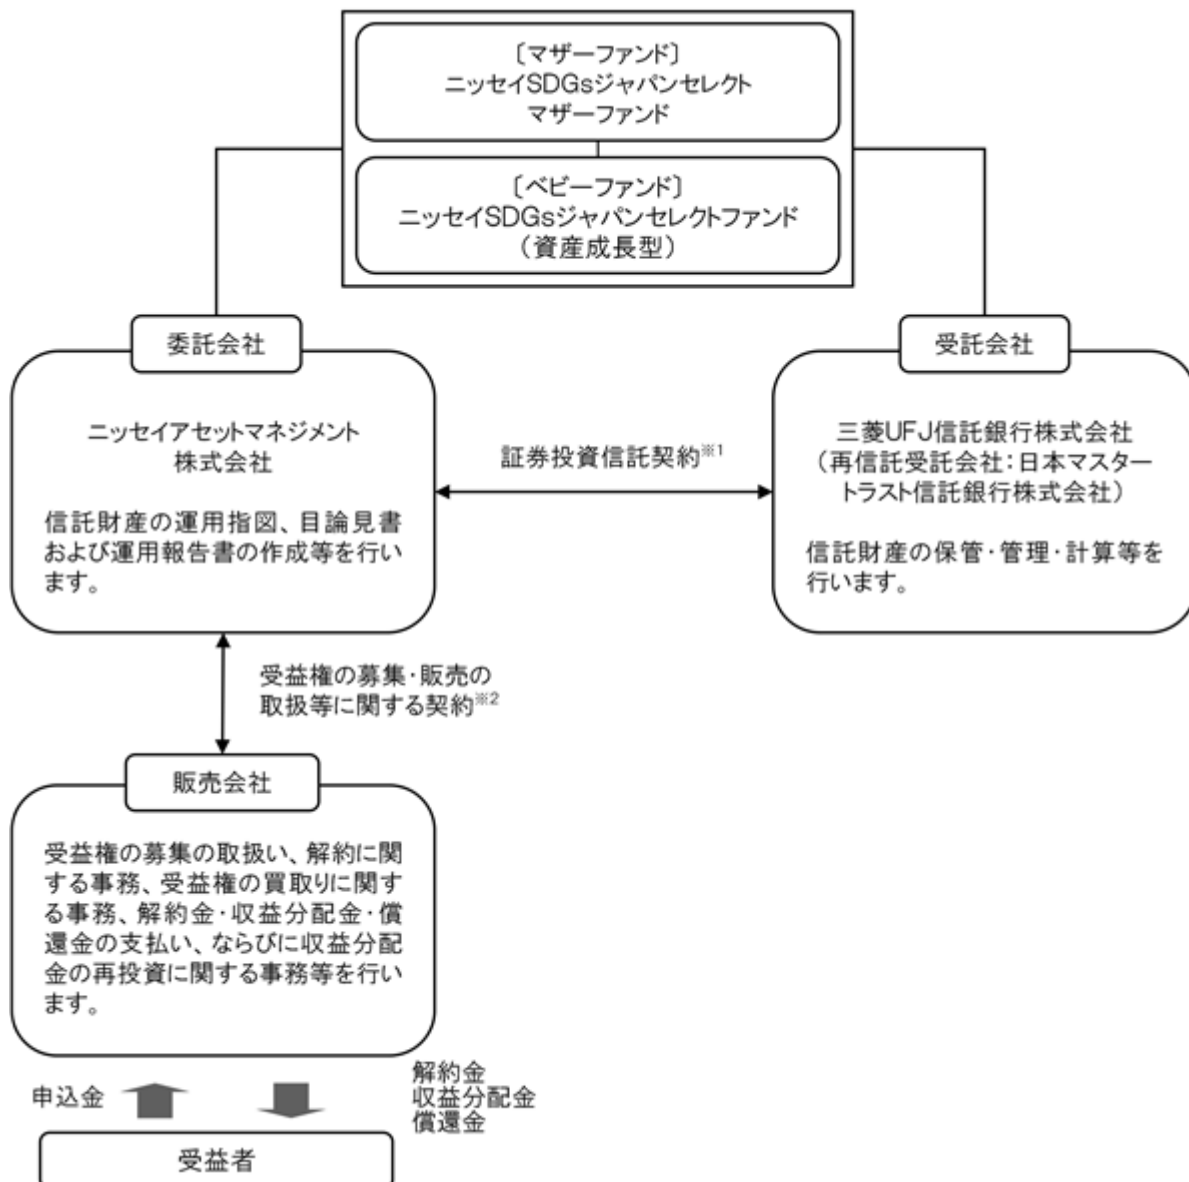 〔マザーファンド〕
ニッセイSDGsジャパンセレクト
マザーファンド
〔ベビーファンド〕
ニッセイSDGsジャパンセレクトファンド
（資産成長型）
委託会社
受託会社
ニッセイアセットマネジメント
株式会社
信託財産の運用指図、目論見書
および運用報告書の作成等を行い
ます。
証券投資信託契約※1
三菱UFJ信託銀行株式会社
（再信託受託会社：日本マスター
トラスト信託銀行株式会社）
信託財産の保管・管理・計算等を
行います。
受益権の募集・販売の
取扱等に関する契約※2
販売会社
受益権の募集の取扱い、解約に関
する事務、受益権の買取りに関す
る事務、解約金・収益分配金・償
還金の支払い、ならびに収益分配
金の再投資に関する事務等を行い
ます。
申込金
解約金
収益分配金
償還金
受益者